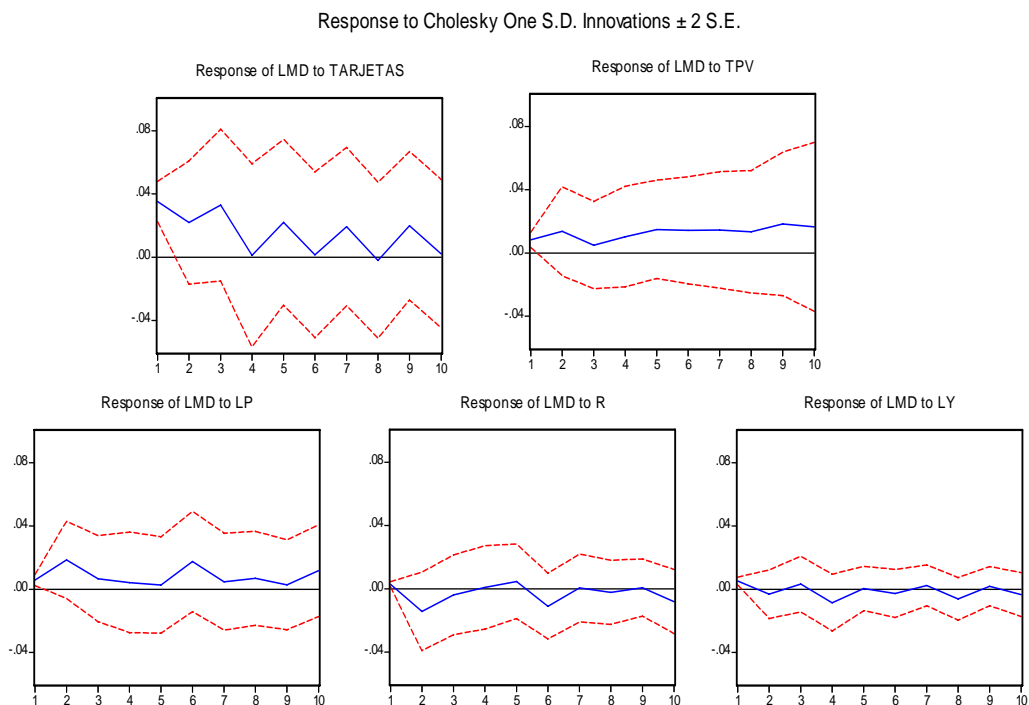 Response to Cholesky One S.D. Innovations ± 2 S.E.
Response of LMD to TARJETAS
.08
.04
.00
-.04
1 2 3 4 5 6 7 8 9 10
Response of LMD to TPV
.08
.04
.00
-.04
1 2 3 4 5 6 7 8 9 10
Response of LMD to LP
.08
.04
.00
-.04
1 2 3 4 5 6 7 8 9 10
Response of LMD to R
.08
.04
.00
-.04
1 2 3 4 5 6 7 8 9 10
Response of LMD to LY
.08
.04
.00
-.04
1 2 3 4 5 6 7 8 9 10